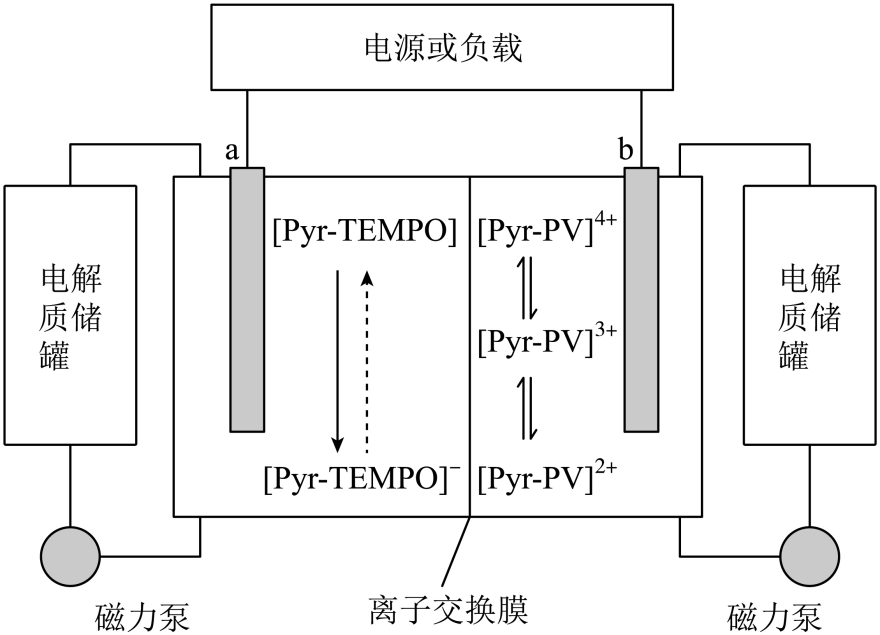 电源或负载
a
b
[Pyr-TEMPO]
[Pyr-PV]⁴⁺
电解
质储
罐
[Pyr-PV]³⁺
电解
质储
罐
[Pyr-TEMPO]⁻
[Pyr-PV]²⁺
磁力泵
离子交换膜
磁力泵